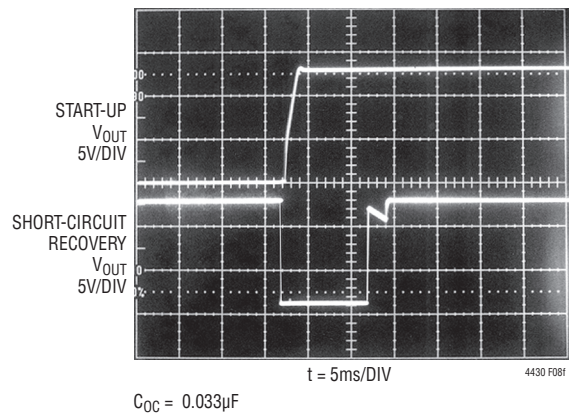 START-UP
VOUT
5V/DIV
SHORT-CIRCUIT
RECOVERY
VOUT
5V/DIV
t = 5ms/DIV
4430 F08f
COC = 0.033µF